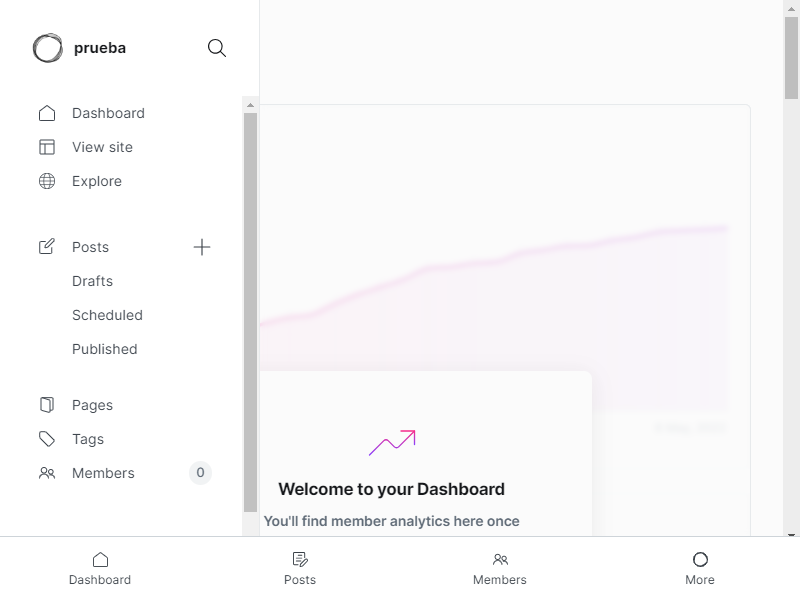 prueba
Dashboard
View site
Explore
Posts
Drafts
Scheduled
Published
Pages
Tags
Members 0
Welcome to your Dashboard
You'll find member analytics here once
Dashboard Posts Members More